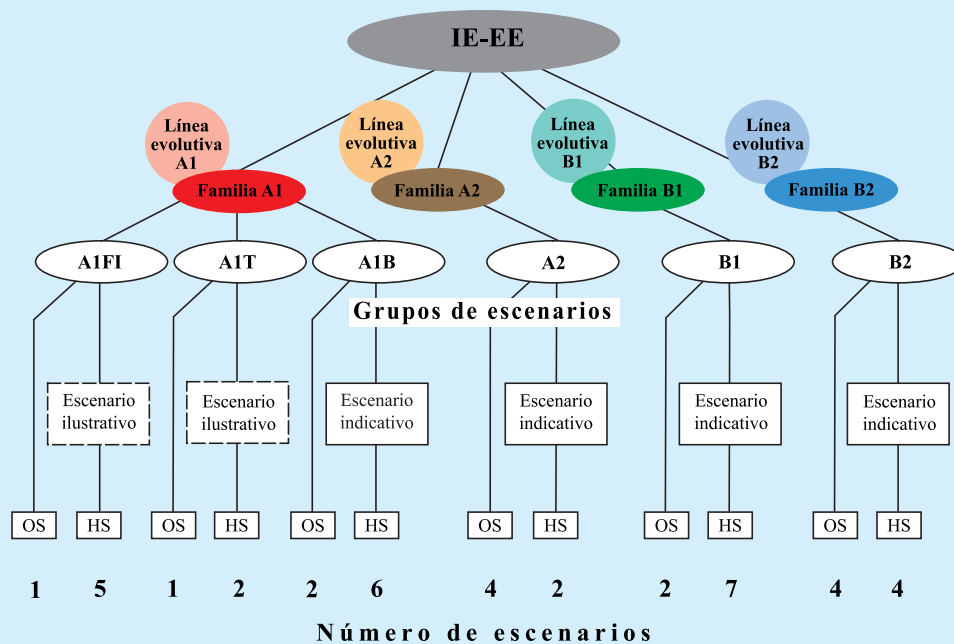 IE-EE
Línea
evolutiva
A1
Línea
evolutiva
A2
Línea
evolutiva
B1
Línea
evolutiva
B2
Familia A1
Familia A2
Familia B1
Familia B2
A1FI
A1T
A1B
A2
B1
B2
Grupos de escenarios
Escenario
ilustrativo
Escenario
ilustrativo
Escenario
indicativo
Escenario
indicativo
Escenario
indicativo
Escenario
indicativo
OS HS OS HS OS HS OS HS OS HS OS HS
1 5 1 2 2 6 4 2 2 7 4 4
Número de escenarios